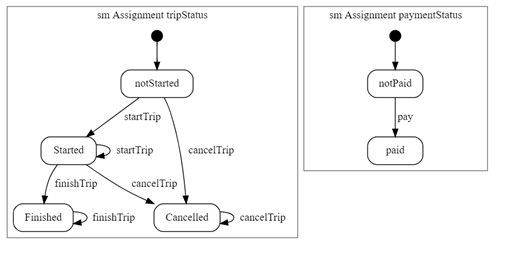 sm Assignment tripStatus
notStarted
startTrip
Started
startTrip
cancelTrip
finishTrip
cancelTrip
Finished
finishTrip
Cancelled
cancelTrip
sm Assignment paymentStatus
notPaid
pay
paid